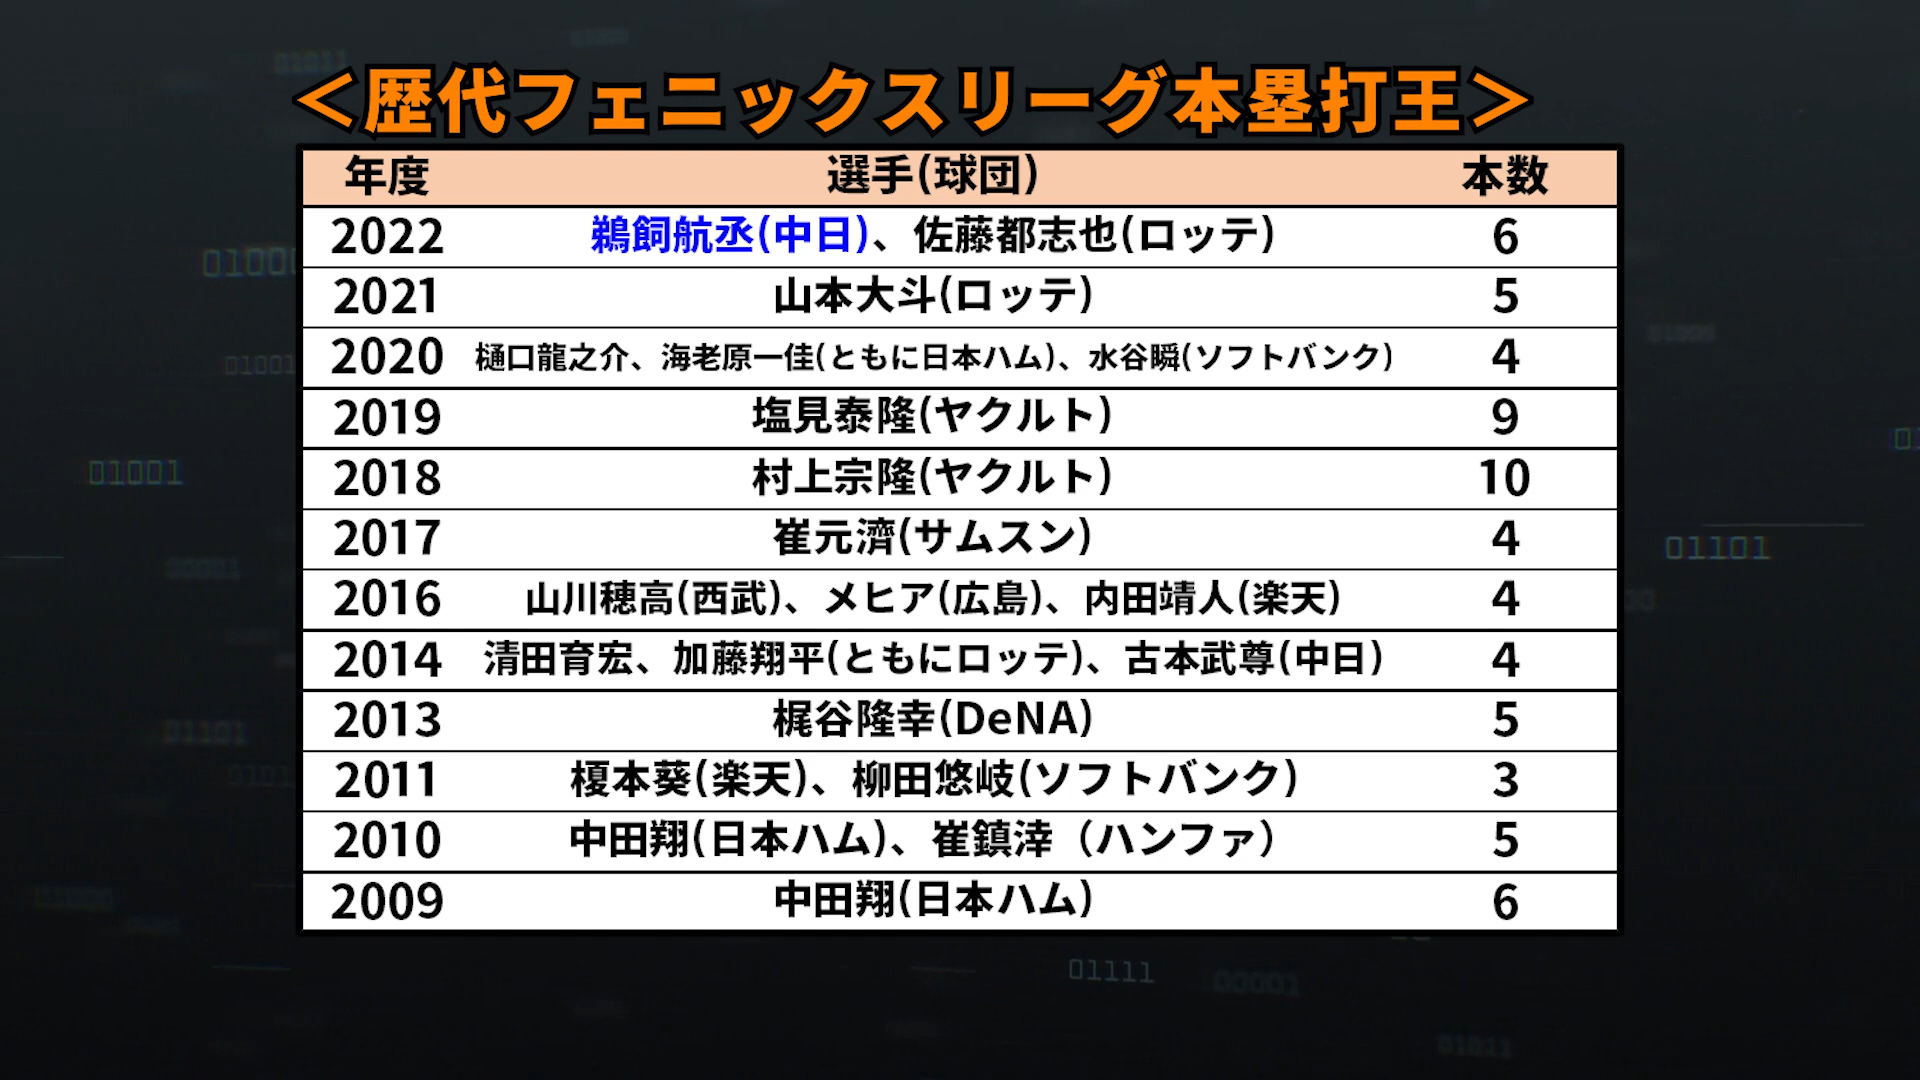 ＜歴代フェニックスリーグ本塁打王＞
年度 選手(球団) 本数
2022 鵜飼航丞(中日)、佐藤都志也(ロッテ) 6
2021 山本大斗(ロッテ) 5
2020 樋口龍之介、海老原一佳(ともに日本ハム)、水谷瞬(ソフトバンク) 4
2019 塩見泰隆(ヤクルト) 9
2018 村上宗隆(ヤクルト) 10
2017 崔元濟(サムスン) 4
2016 山川穂高(西武)、メヒア(広島)、内田靖人(楽天) 4
2014 清田育宏、加藤翔平(ともにロッテ)、古本武尊(中日) 4
2013 梶谷隆幸(DeNA) 5
2011 榎本葵(楽天)、柳田悠岐(ソフトバンク) 3
2010 中田翔(日本ハム)、崔鎮涬（ハンファ） 5
2009 中田翔(日本ハム) 6
01001
01001
01101
01101
01111
00001
01011